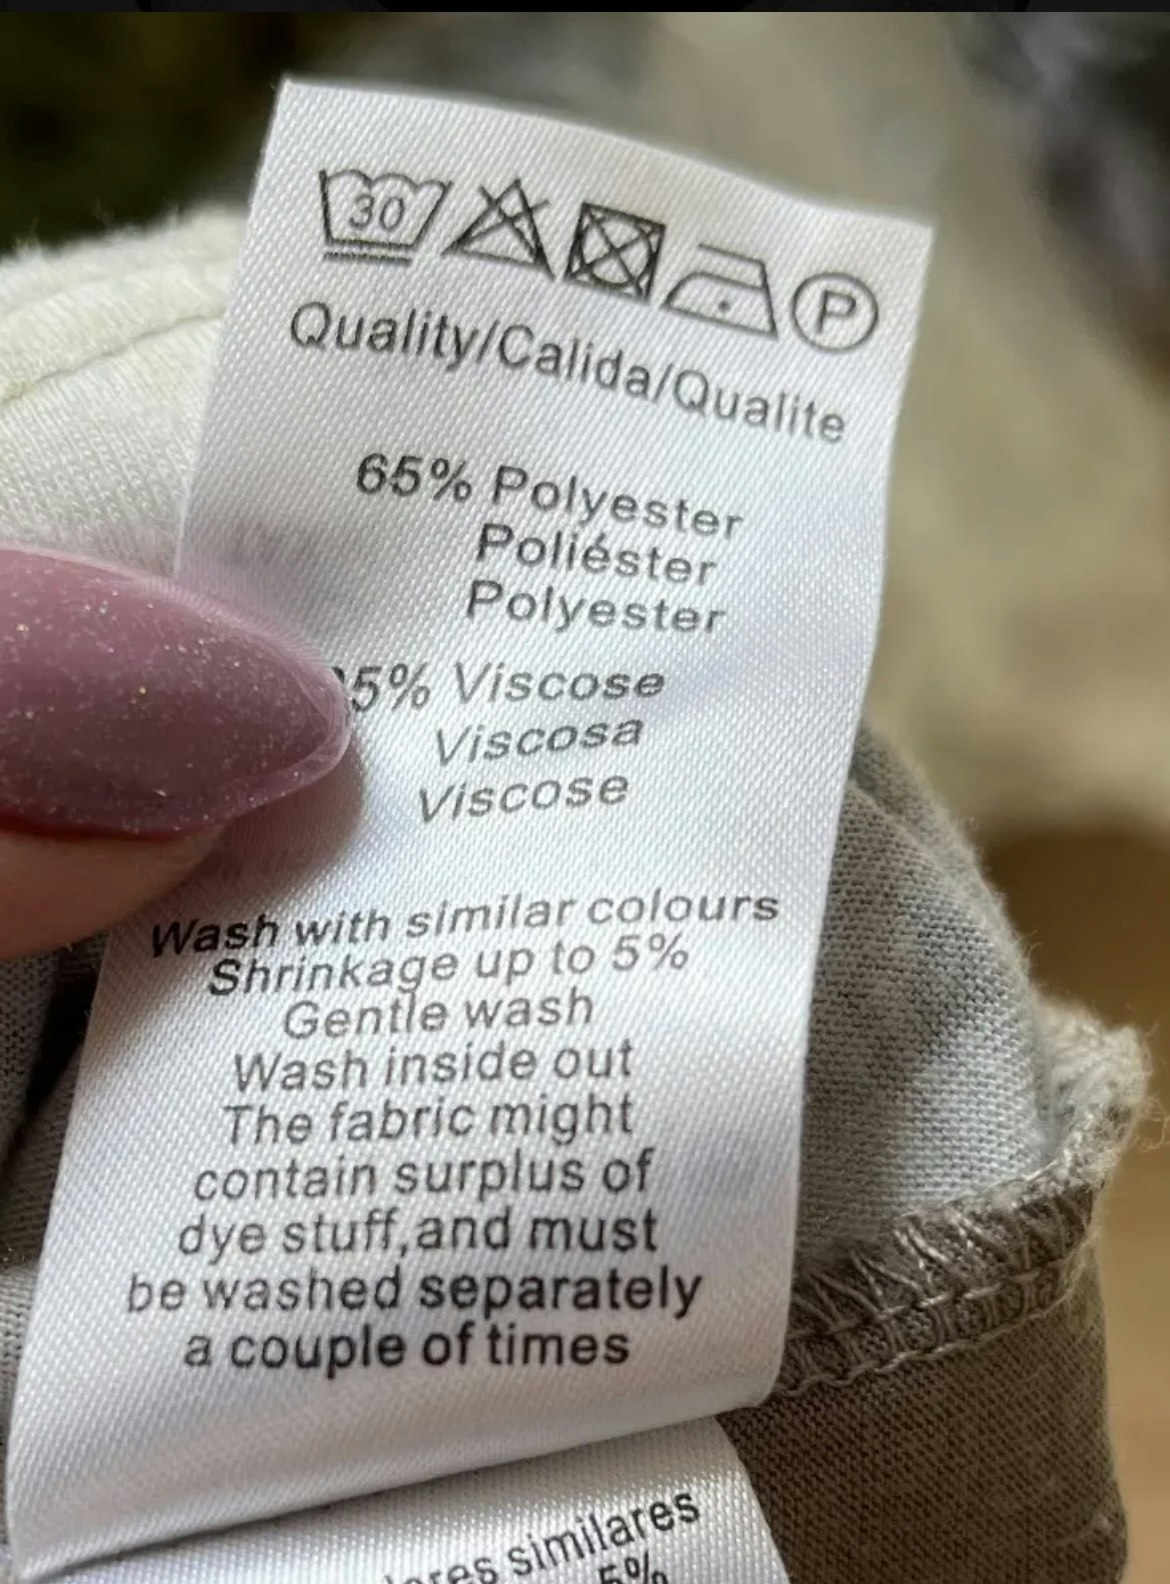 30
P
Quality/Calida/Qualite
65% Polyester
Poliéster
Polyester
5% Viscose
Viscosa
Viscose
Wash with similar colours
Shrinkage up to 5%
Gentle wash
Wash inside out
The fabric might
contain surplus of
dye stuff,and must
be washed separately
a couple of times
similares
5%